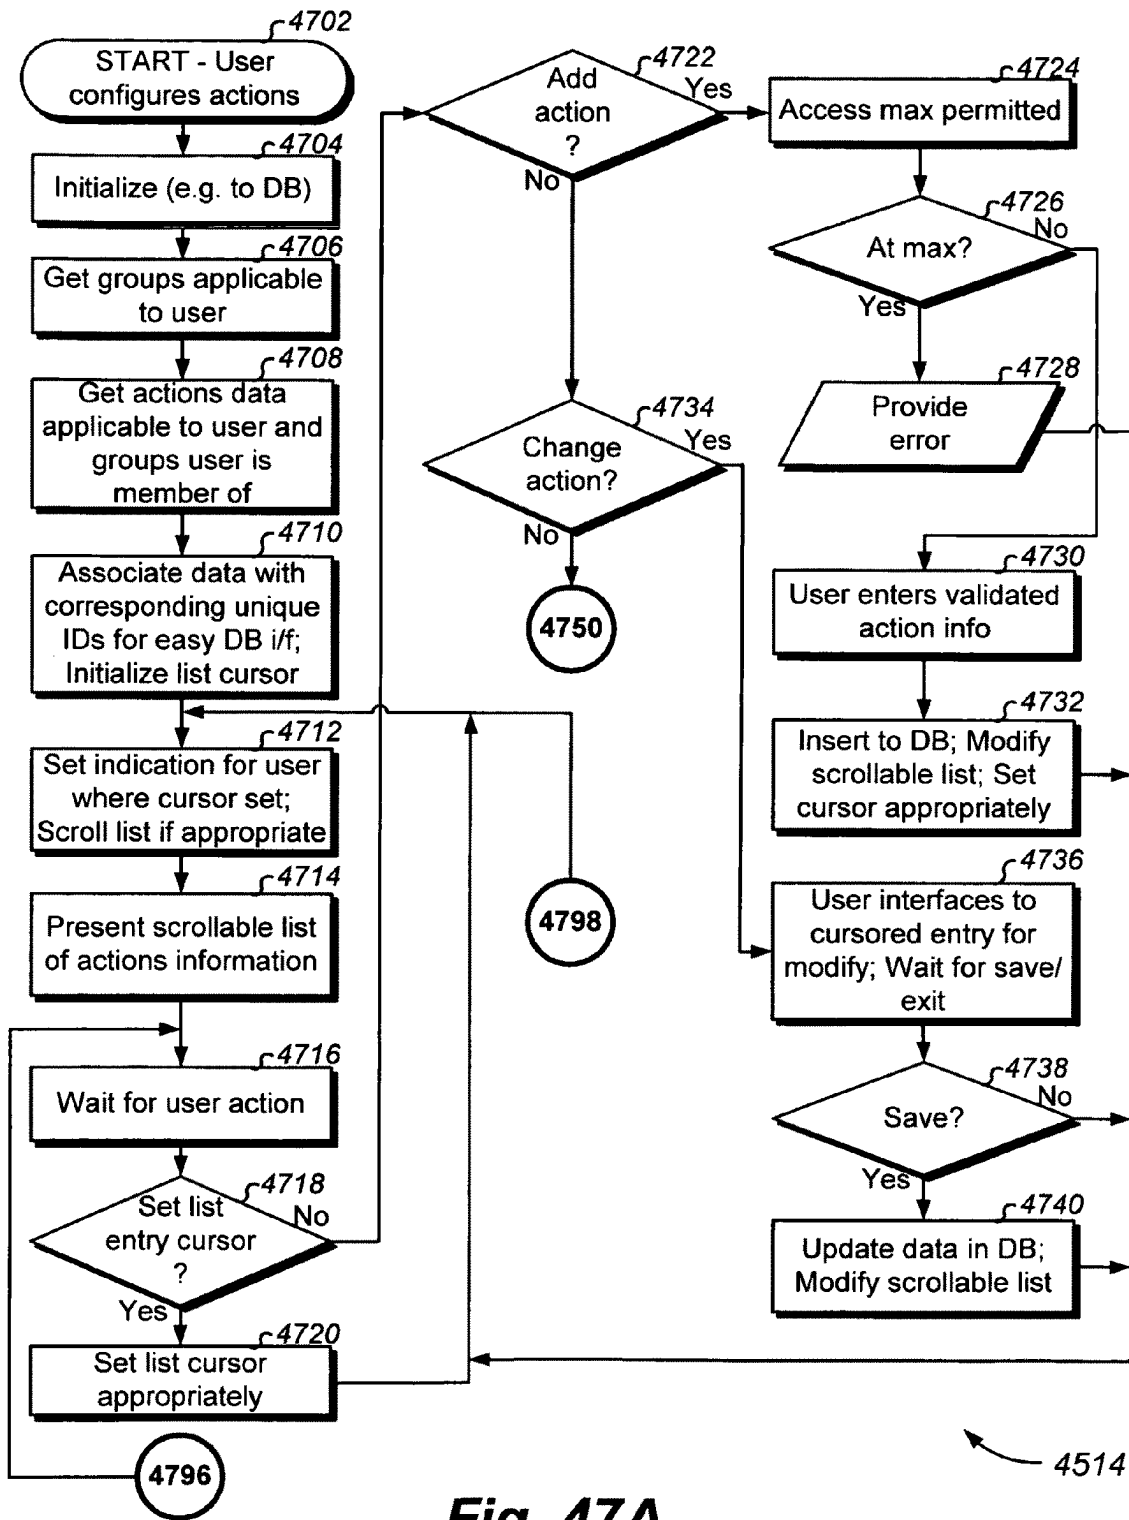 4702
START - User
configures actions
4704
Initialize (e.g. to DB)
4706
Get groups applicable
to user
4708
Get actions data
applicable to user and
groups user is
member of
4710
Associate data with
corresponding unique
IDs for easy DB i/f;
Initialize list cursor
4712
Set indication for user
where cursor set;
Scroll list if appropriate
4714
Present scrollable list
of actions information
4716
Wait for user action
4718
Set list
entry cursor
?
No
Yes
4720
Set list cursor
appropriately
4796
4722
Add
action
?
Yes
No
4734
Change
action?
Yes
No
4750
4798
4724
Access max permitted
4726
At max?
No
Yes
4728
Provide
error
4730
User enters validated
action info
4732
Insert to DB; Modify
scrollable list; Set
cursor appropriately
4736
User interfaces to
cursored entry for
modify; Wait for save/
exit
4738
Save?
No
Yes
4740
Update data in DB;
Modify scrollable list
4514
Fig. 47A